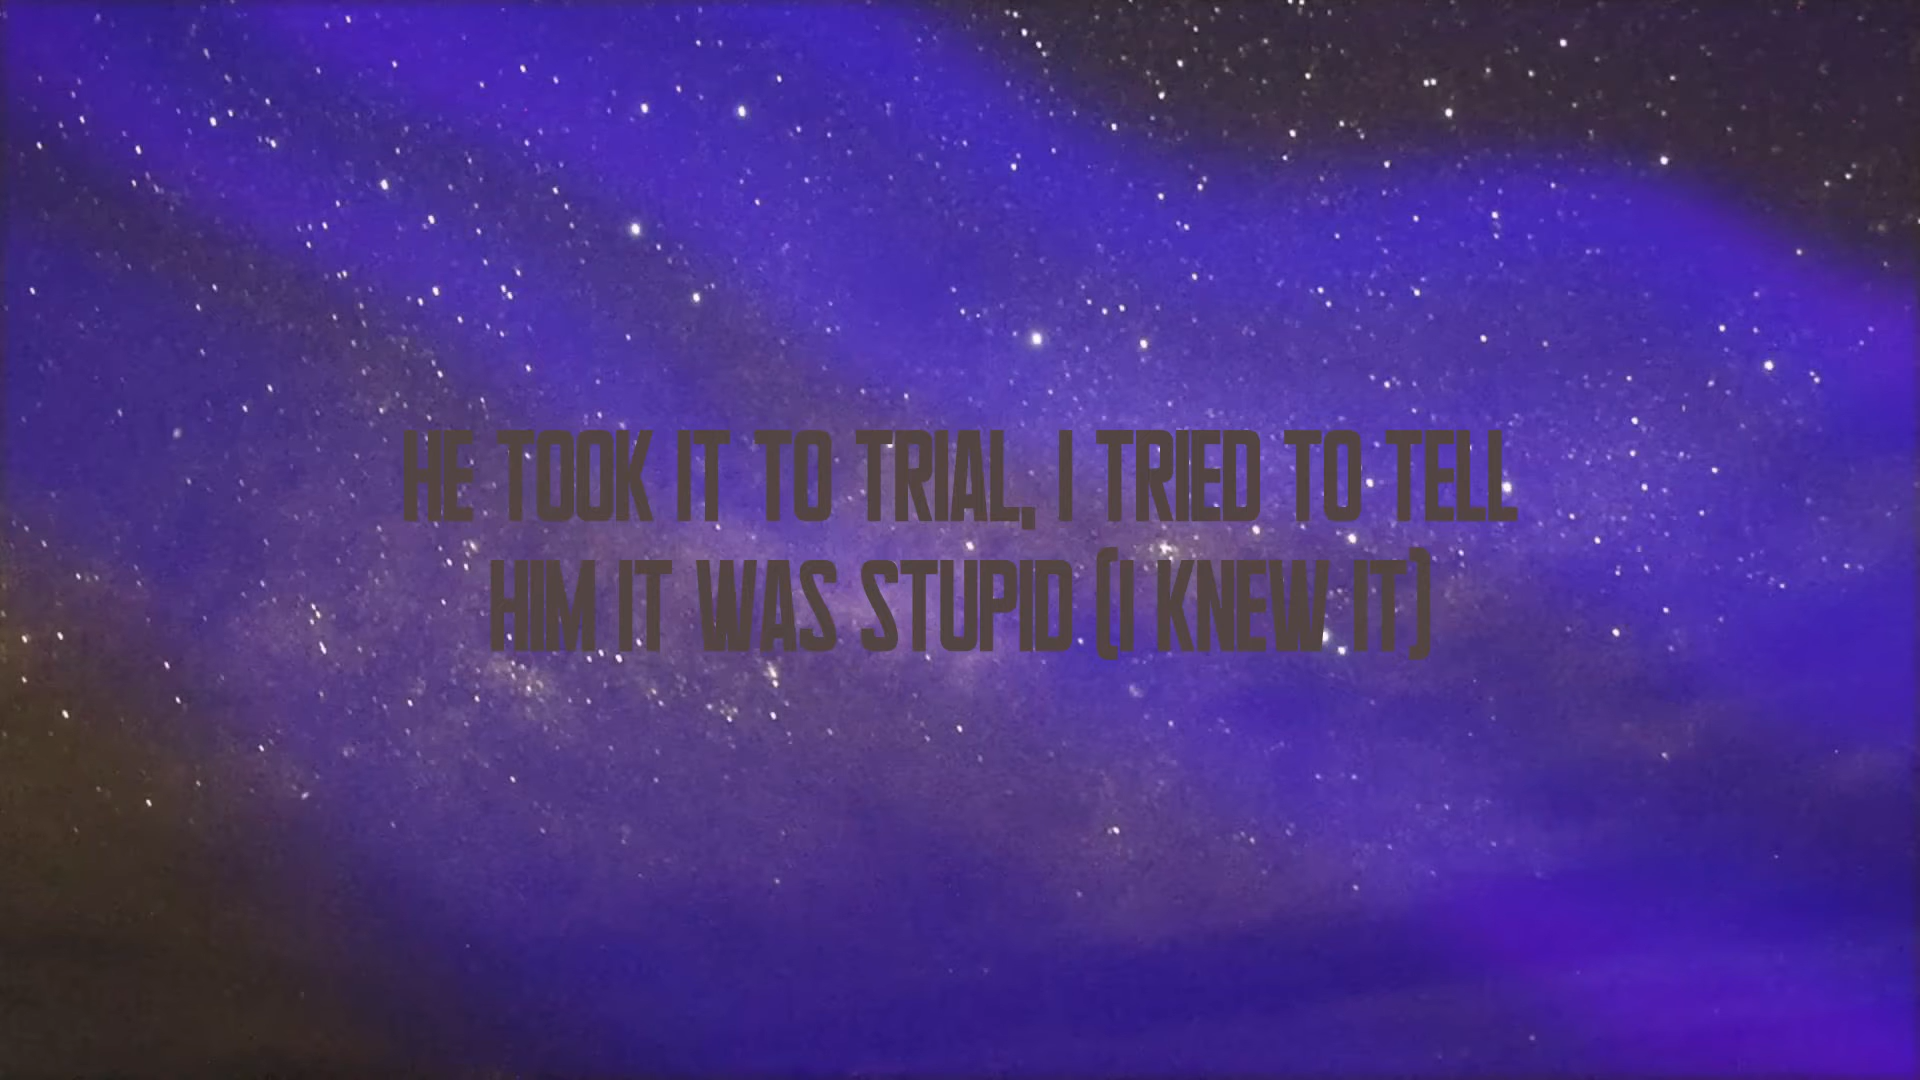 HE TOOK IT TO TRIAL, I TRIED TO TELL
HIM IT WAS STUPID (I KNEW IT)